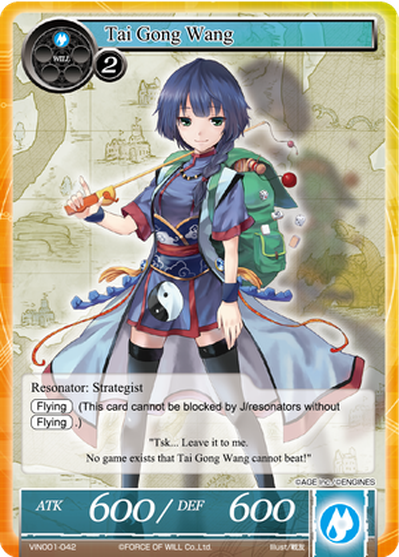 Tai Gong Wang
WILL
2
Resonator: Strategist
Flying (This card cannot be blocked by J/resonators without
Flying .)
"Tsk... Leave it to me.
No game exists that Tai Gong Wang cannot beat!"
©AGE Inc./©ENGINES
ATK 600 / DEF 600
VIN001-042 ©FORCE OF WILL Co.,Ltd. Illust/戦友